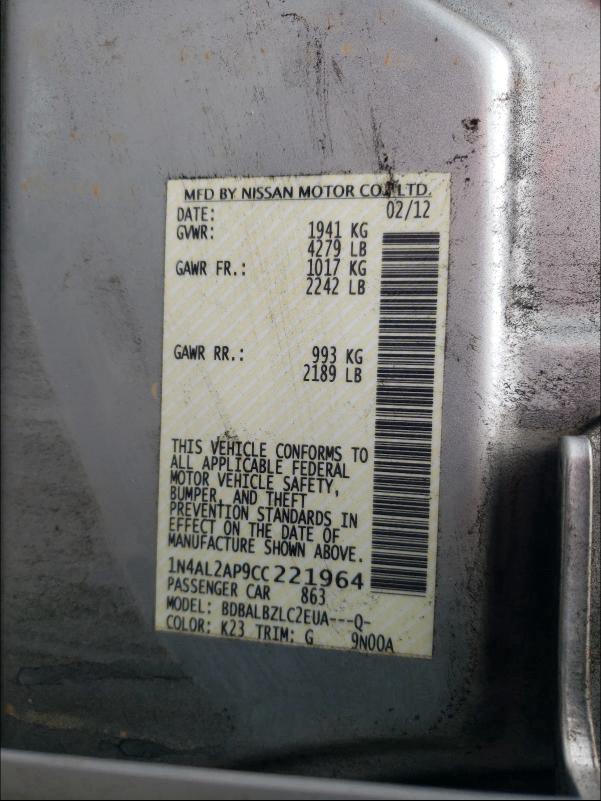 MFD BY NISSAN MOTOR CO., LTD.
DATE: 02/12
GVWR: 1941 KG
4279 LB
GAWR FR.: 1017 KG
2242 LB
GAWR RR.: 993 KG
2189 LB
THIS VEHICLE CONFORMS TO
ALL APPLICABLE FEDERAL
MOTOR VEHICLE SAFETY,
BUMPER, AND THEFT
PREVENTION STANDARDS IN
EFFECT ON THE DATE OF
MANUFACTURE SHOWN ABOVE.
1N4AL2AP9CC221964
PASSENGER CAR 863
MODEL: BDBALBZLC2EUA---Q-
COLOR: K23 TRIM: G 9N00A